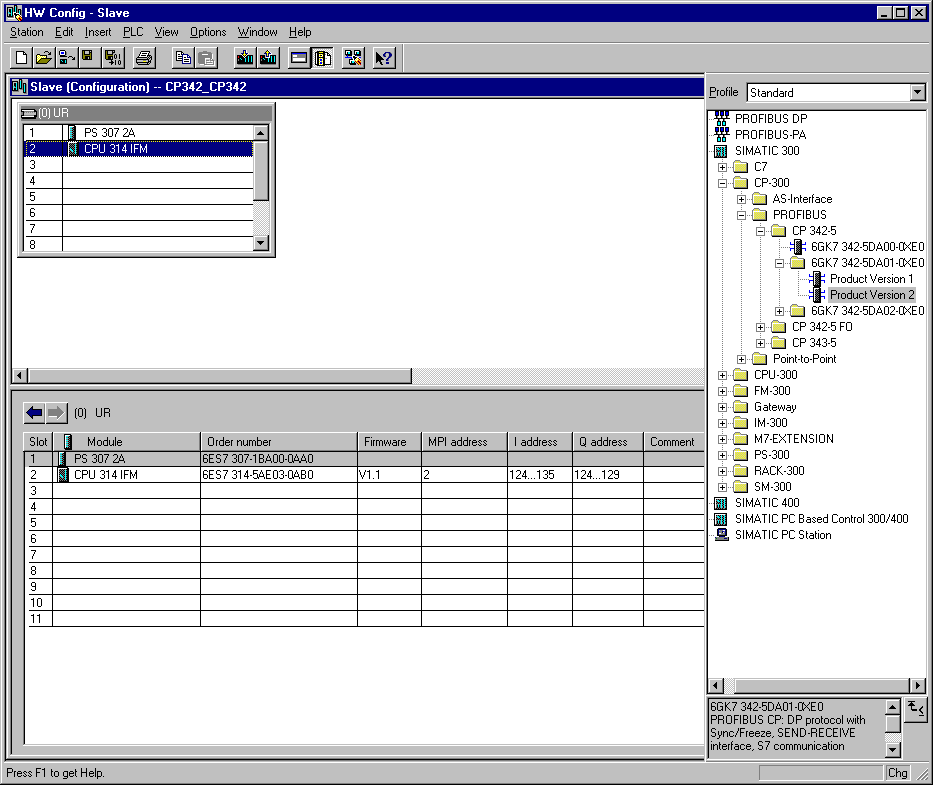 HW Config - Slave
Station Edit Insert PLC View Options Window Help
Slave (Configuration) -- CP342_CP342
(0) UR
1 PS 307 2A
2 CPU 314 IFM
3
4
5
6
7
8
(0) UR
Slot Module Order number Firmware MPI address I address Q address Comment
1 PS 307 2A 6ES7 307-1BA00-0AA0
2 CPU 314 IFM 6ES7 314-5AE03-0AB0 V1.1 2 124...135 124...129
3
4
5
6
7
8
9
10
11
Profile Standard
PROFIBUS DP
PROFIBUS-PA
SIMATIC 300
C7
CP-300
AS-Interface
PROFIBUS
CP 342-5
6GK7 342-5DA00-0XE0
6GK7 342-5DA01-0XE0
Product Version 1
Product Version 2
6GK7 342-5DA02-0XE0
CP 342-5 FO
CP 343-5
Point-to-Point
CPU-300
FM-300
Gateway
IM-300
M7-EXTENSION
PS-300
RACK-300
SM-300
SIMATIC 400
SIMATIC PC Based Control 300/400
SIMATIC PC Station
6GK7 342-5DA01-0XE0
PROFIBUS CP: DP protocol with
Sync/Freeze, SEND-RECEIVE
interface, S7 communication
Press F1 to get Help.
Chg